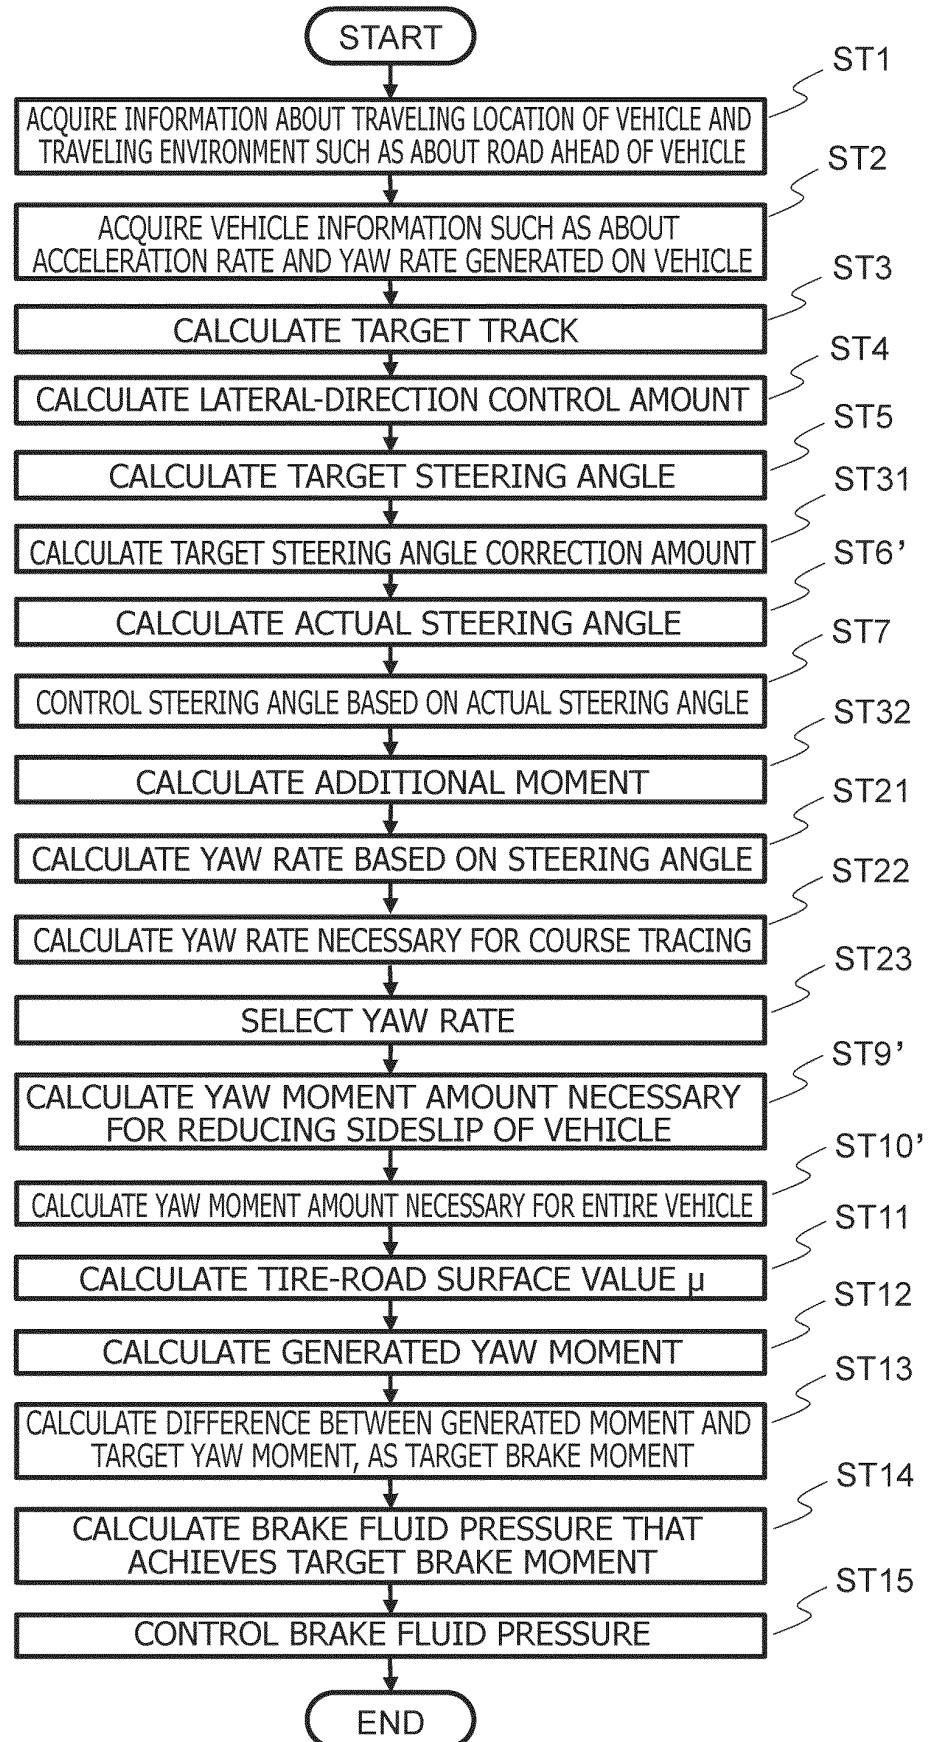 START
ST1
ACQUIRE INFORMATION ABOUT TRAVELING LOCATION OF VEHICLE AND
TRAVELING ENVIRONMENT SUCH AS ABOUT ROAD AHEAD OF VEHICLE
ST2
ACQUIRE VEHICLE INFORMATION SUCH AS ABOUT
ACCELERATION RATE AND YAW RATE GENERATED ON VEHICLE
ST3
CALCULATE TARGET TRACK
ST4
CALCULATE LATERAL-DIRECTION CONTROL AMOUNT
ST5
CALCULATE TARGET STEERING ANGLE
ST31
CALCULATE TARGET STEERING ANGLE CORRECTION AMOUNT
ST6’
CALCULATE ACTUAL STEERING ANGLE
ST7
CONTROL STEERING ANGLE BASED ON ACTUAL STEERING ANGLE
ST32
CALCULATE ADDITIONAL MOMENT
ST21
CALCULATE YAW RATE BASED ON STEERING ANGLE
ST22
CALCULATE YAW RATE NECESSARY FOR COURSE TRACING
ST23
SELECT YAW RATE
ST9’
CALCULATE YAW MOMENT AMOUNT NECESSARY
FOR REDUCING SIDESLIP OF VEHICLE
ST10’
CALCULATE YAW MOMENT AMOUNT NECESSARY FOR ENTIRE VEHICLE
ST11
CALCULATE TIRE-ROAD SURFACE VALUE μ
ST12
CALCULATE GENERATED YAW MOMENT
ST13
CALCULATE DIFFERENCE BETWEEN GENERATED MOMENT AND
TARGET YAW MOMENT, AS TARGET BRAKE MOMENT
ST14
CALCULATE BRAKE FLUID PRESSURE THAT
ACHIEVES TARGET BRAKE MOMENT
ST15
CONTROL BRAKE FLUID PRESSURE
END